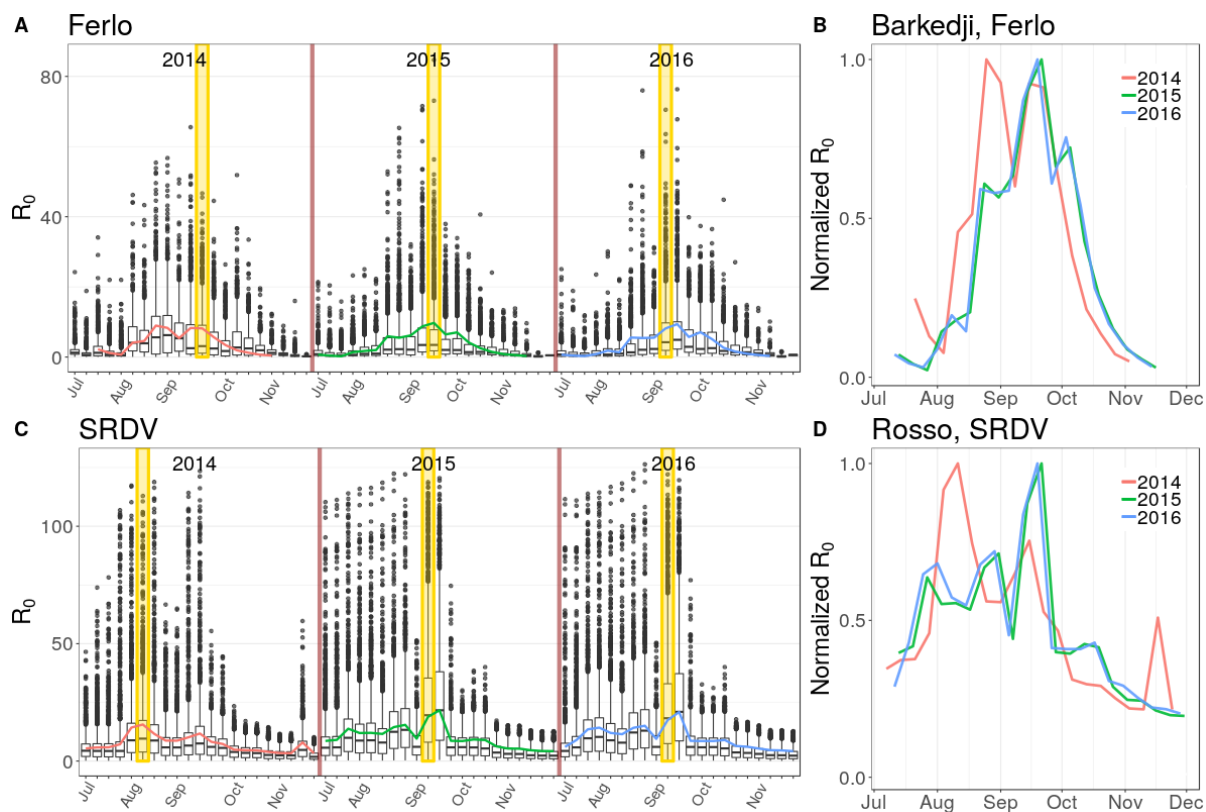 A Ferlo
2014 2015 2016
80
40
0
R0
Jul Aug Sep Oct Nov Jul Aug Sep Oct Nov Jul Aug Sep Oct Nov
B Barkedji, Ferlo
1.0
0.5
0.0
Normalized R0
2014
2015
2016
Jul Aug Sep Oct Nov Dec
C SRDV
2014 2015 2016
100
50
0
R0
Jul Aug Sep Oct Nov Jul Aug Sep Oct Nov Jul Aug Sep Oct Nov
D Rosso, SRDV
1.0
0.5
0.0
Normalized R0
2014
2015
2016
Jul Aug Sep Oct Nov Dec